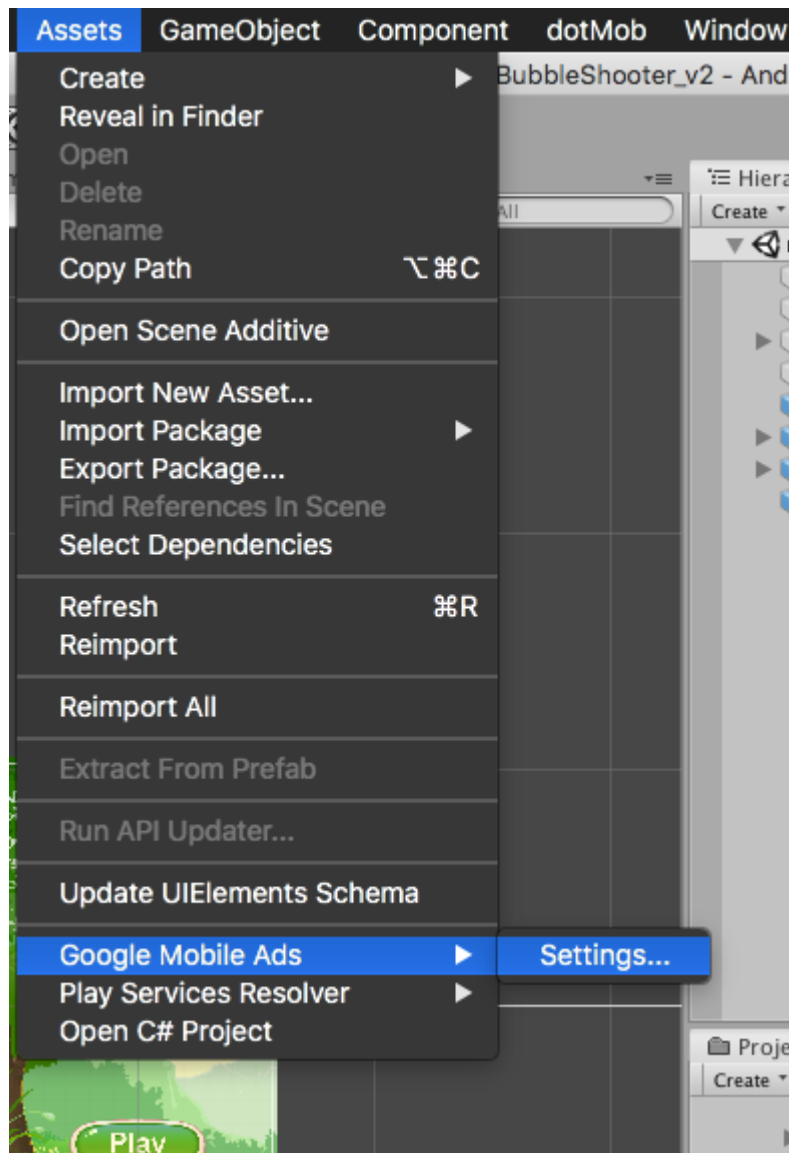 Assets GameObject Component dotMob Window
Create BubbleShooter_v2 - And
Reveal in Finder
Open
Delete Hiera
Rename All Create
Copy Path ⌥⌘C
Open Scene Additive
Import New Asset...
Import Package
Export Package...
Find References In Scene
Select Dependencies
Refresh ⌘R
Reimport
Reimport All
Extract From Prefab
Run API Updater...
Update UIElements Schema
Google Mobile Ads Settings...
Play Services Resolver
Open C# Project
Proje
Create
Play